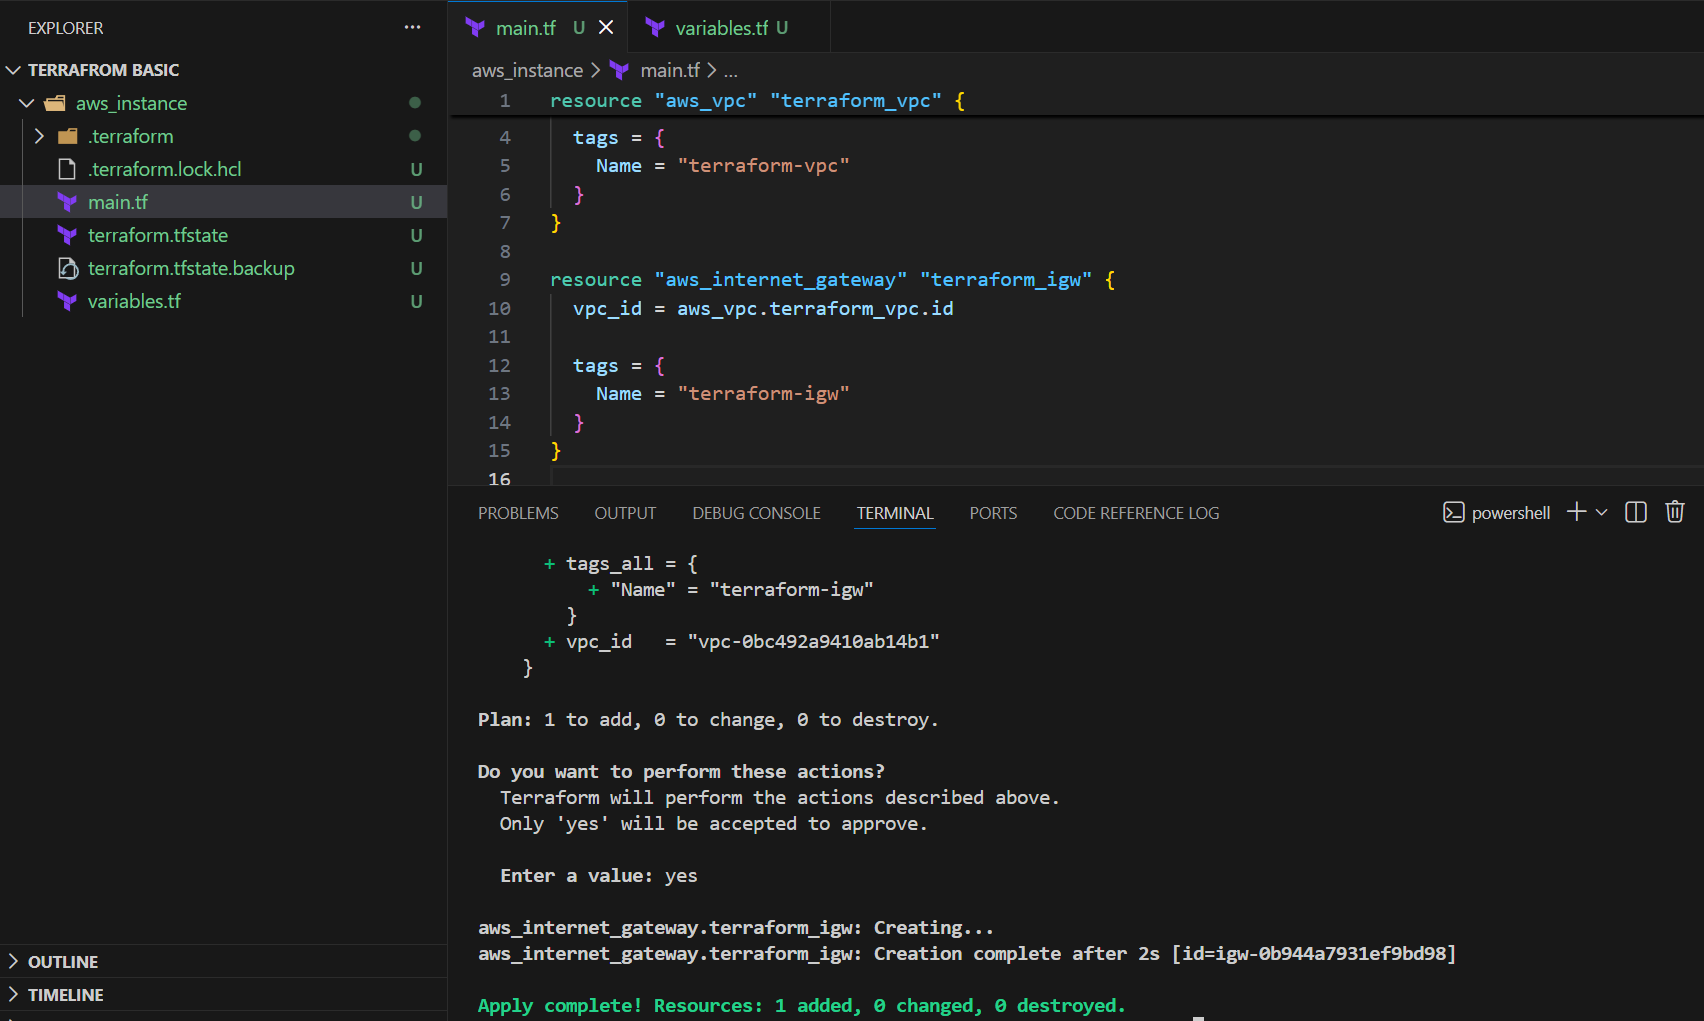 EXPLORER
TERRAFROM BASIC
aws_instance
.terraform
.terraform.lock.hcl U
main.tf U
terraform.tfstate U
terraform.tfstate.backup U
variables.tf U
OUTLINE
TIMELINE
main.tf U
variables.tf U
aws_instance > main.tf > ...
1 resource "aws_vpc" "terraform_vpc" {
4 tags = {
5 Name = "terraform-vpc"
6 }
7 }
8
9 resource "aws_internet_gateway" "terraform_igw" {
10 vpc_id = aws_vpc.terraform_vpc.id
11
12 tags = {
13 Name = "terraform-igw"
14 }
15 }
16
PROBLEMS OUTPUT DEBUG CONSOLE TERMINAL PORTS CODE REFERENCE LOG powershell
+ tags_all = {
+ "Name" = "terraform-igw"
}
+ vpc_id = "vpc-0bc492a9410ab14b1"
}
Plan: 1 to add, 0 to change, 0 to destroy.
Do you want to perform these actions?
Terraform will perform the actions described above.
Only 'yes' will be accepted to approve.
Enter a value: yes
aws_internet_gateway.terraform_igw: Creating...
aws_internet_gateway.terraform_igw: Creation complete after 2s [id=igw-0b944a7931ef9bd98]
Apply complete! Resources: 1 added, 0 changed, 0 destroyed.